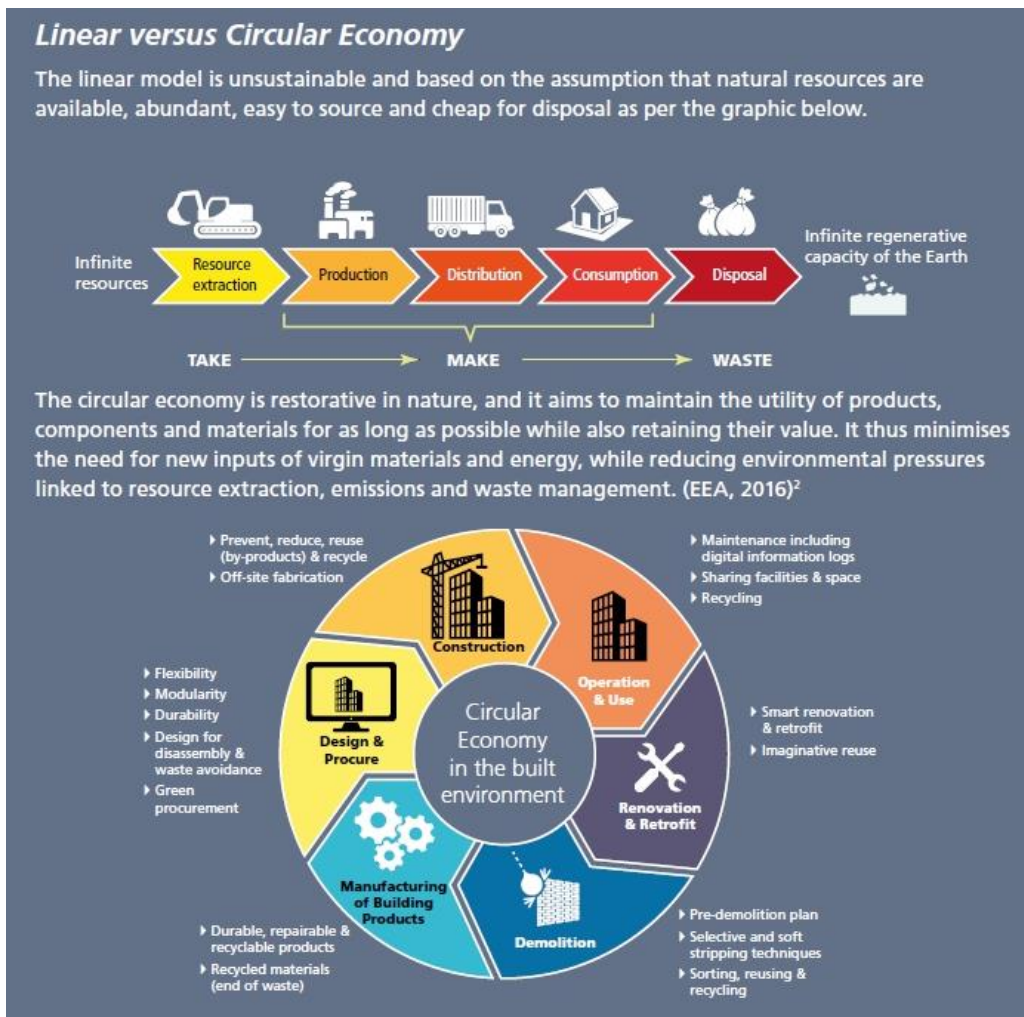 Linear versus Circular Economy
The linear model is unsustainable and based on the assumption that natural resources are
available, abundant, easy to source and cheap for disposal as per the graphic below.
Infinite
resources
Resource
extraction
Production
Distribution
Consumption
Disposal
Infinite regenerative
capacity of the Earth
TAKE
MAKE
WASTE
The circular economy is restorative in nature, and it aims to maintain the utility of products,
components and materials for as long as possible while also retaining their value. It thus minimises
the need for new inputs of virgin materials and energy, while reducing environmental pressures
linked to resource extraction, emissions and waste management. (EEA, 2016)²
Prevent, reduce, reuse
(by-products) & recycle
Off-site fabrication
Maintenance including
digital information logs
Sharing facilities & space
Recycling
Construction
Operation
& Use
Flexibility
Modularity
Durability
Design for
disassembly &
waste avoidance
Green
procurement
Design &
Procure
Circular
Economy
in the built
environment
Smart renovation
& retrofit
Imaginative reuse
Renovation
& Retrofit
Manufacturing
of Building
Products
Demolition
Durable, repairable &
recyclable products
Recycled materials
(end of waste)
Pre-demolition plan
Selective and soft
stripping techniques
Sorting, reusing &
recycling